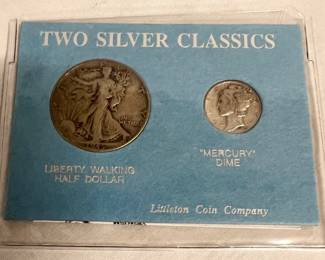 TWO SILVER CLASSICS
LIBERTY WALKING
HALF DOLLAR
"MERCURY"
DIME
Littleton Coin Company